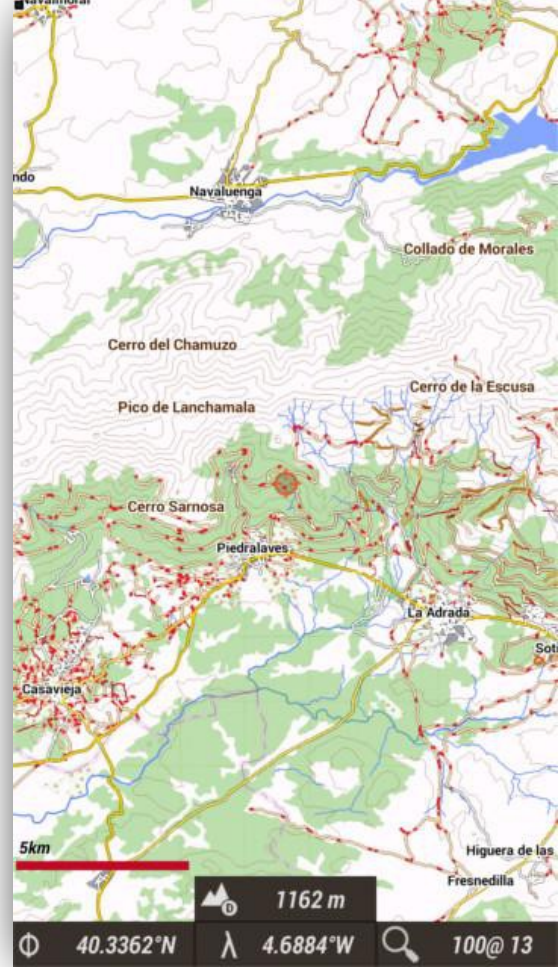 Navalmoral
ndo
Navaluenga
Collado de Morales
Cerro del Chamuzo
Cerro de la Escusa
Pico de Lanchamala
Cerro Sarnosa
Piedralaves
La Adrada
Soti
Casavieja
5km
Higuera de las
Fresnedilla
D
1162 m
Φ 40.3362°N λ 4.6884°W 100@ 13